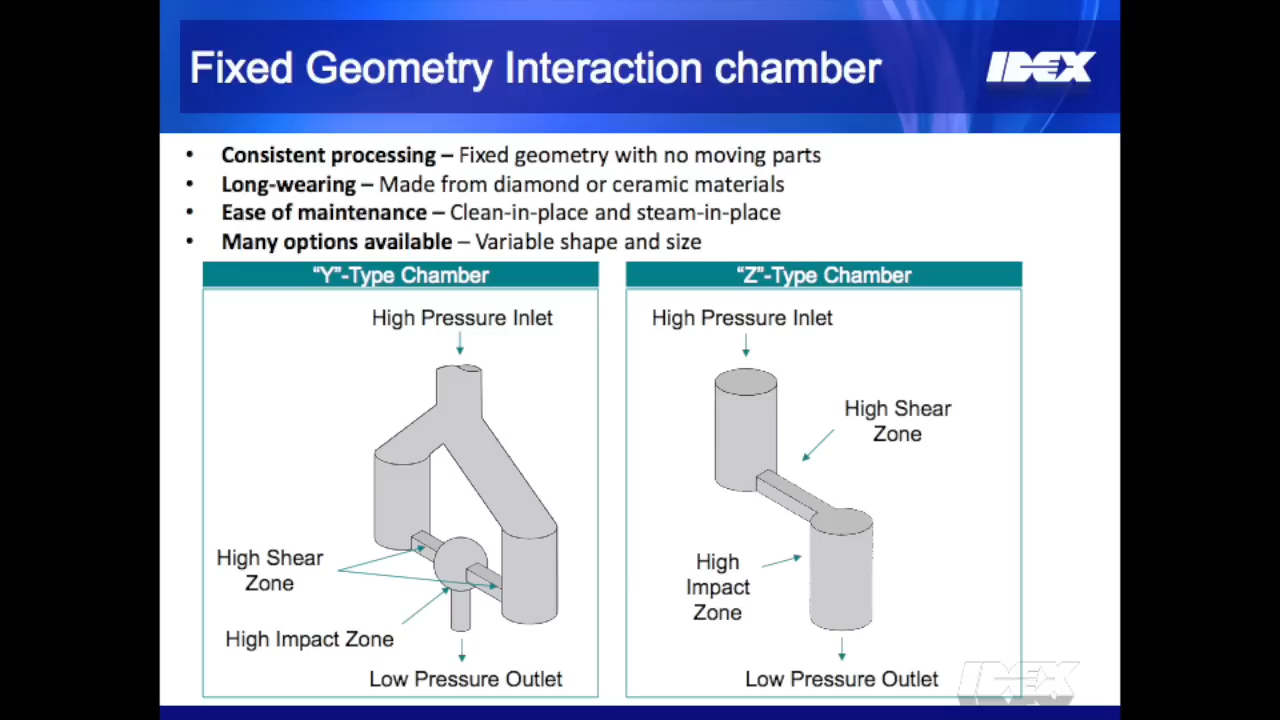 Fixed Geometry Interaction chamber
IDEX
• Consistent processing – Fixed geometry with no moving parts
• Long-wearing – Made from diamond or ceramic materials
• Ease of maintenance – Clean-in-place and steam-in-place
• Many options available – Variable shape and size
“Y”-Type Chamber
High Pressure Inlet
High Shear
Zone
High Impact Zone
Low Pressure Outlet
“Z”-Type Chamber
High Pressure Inlet
High Shear
Zone
High
Impact
Zone
Low Pressure Outlet
IDEX